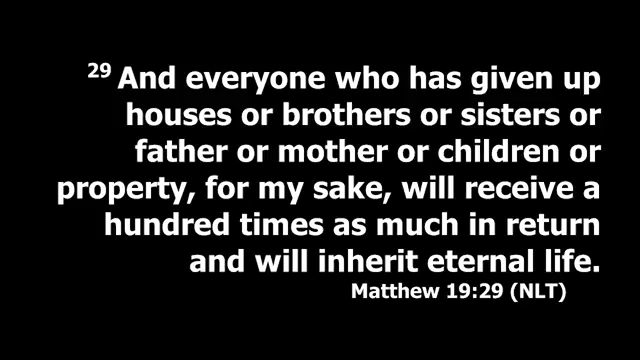 29 And everyone who has given up
houses or brothers or sisters or
father or mother or children or
property, for my sake, will receive a
hundred times as much in return
and will inherit eternal life.
Matthew 19:29 (NLT)